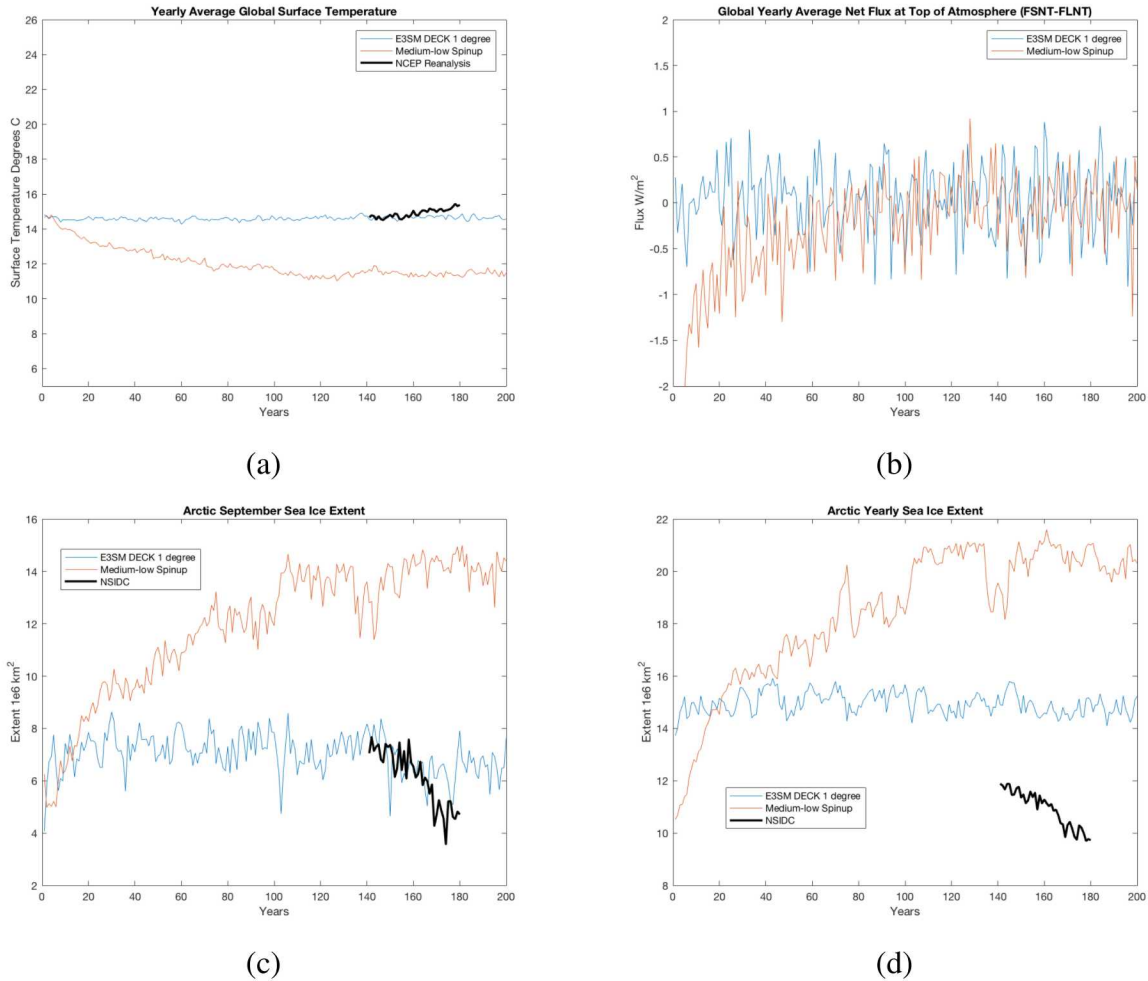 Yearly Average Global Surface Temperature
E3SM DECK 1 degree
Medium-low Spinup
NCEP Reanalysis
Surface Temperature Degrees C
26
24
22
20
18
16
14
12
10
8
6
0 20 40 60 80 100 120 140 160 180 200
Years
(a)
Global Yearly Average Net Flux at Top of Atmosphere (FSNT-FLNT)
E3SM DECK 1 degree
Medium-low Spinup
Flux W/m²
2
1.5
1
0.5
0
-0.5
-1
-1.5
-2
0 20 40 60 80 100 120 140 160 180 200
Years
(b)
Arctic September Sea Ice Extent
E3SM DECK 1 degree
Medium-low Spinup
NSIDC
Extent 1e6 km²
16
14
12
10
8
6
4
2
0 20 40 60 80 100 120 140 160 180 200
Years
(c)
Arctic Yearly Sea Ice Extent
E3SM DECK 1 degree
Medium-low Spinup
NSIDC
Extent 1e6 km²
22
20
18
16
14
12
10
8
0 20 40 60 80 100 120 140 160 180 200
Years
(d)